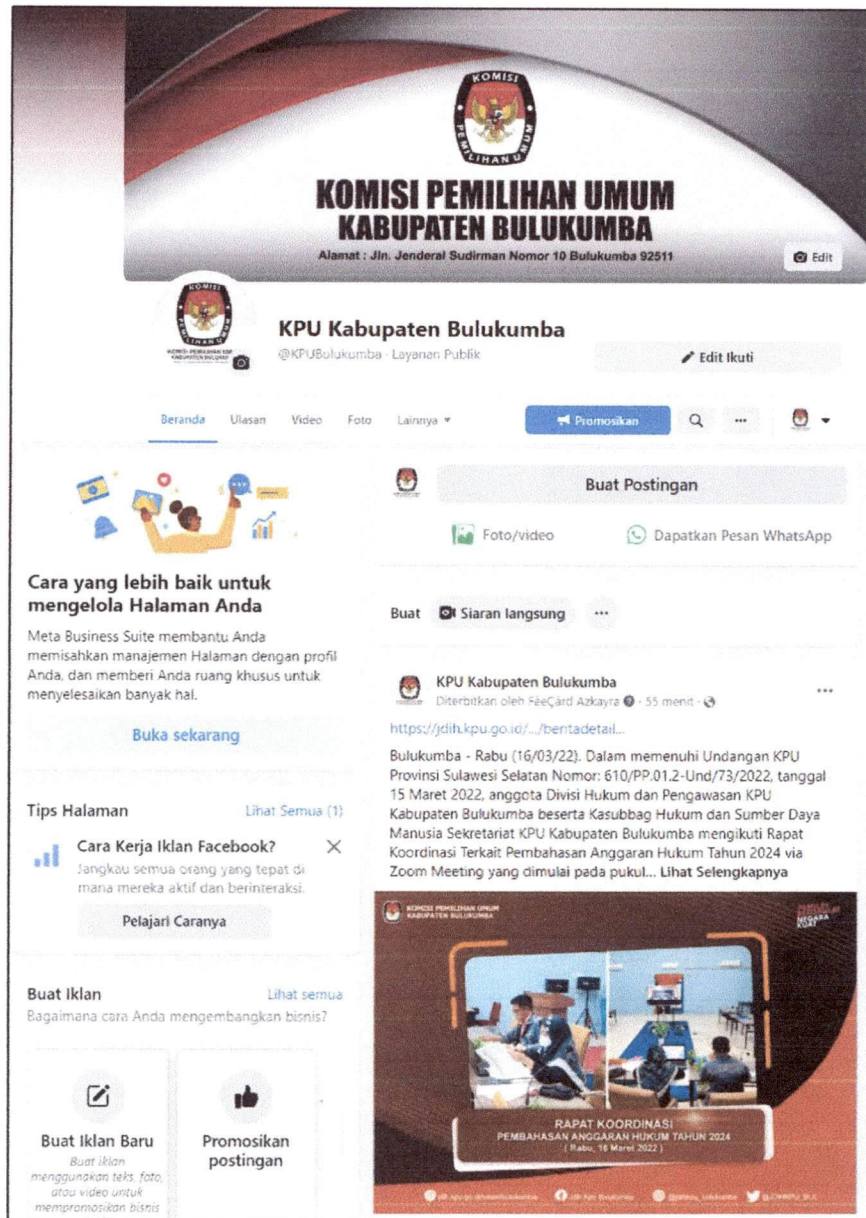 KOMISI
PEMILIHAN UMUM
KOMISI PEMILIHAN UMUM
KABUPATEN BULUKUMBA
Alamat : Jln. Jenderal Sudirman Nomor 10 Bulukumba 92511
Edit
KOMISI
PEMILIHAN UMUM
KPU Kabupaten Bulukumba
@KPUBulukumba · Layanan Publik
Edit Ikuti
Beranda Ulasan Video Foto Lainnya
Promosikan
Buat Postingan
Foto/video
Dapatkan Pesan WhatsApp
Buat Siaran langsung
Cara yang lebih baik untuk
mengelola Halaman Anda
Meta Business Suite membantu Anda
memisahkan manajemen Halaman dengan profil
Anda, dan memberi Anda ruang khusus untuk
menyelesaikan banyak hal.
Buka sekarang
Tips Halaman Lihat Semua (1)
Cara Kerja Iklan Facebook?
Jangkau semua orang yang tepat di
mana mereka aktif dan berinteraksi.
Pelajari Caranya
Buat Iklan Lihat semua
Bagaimana cara Anda mengembangkan bisnis?
Buat Iklan Baru
Buat iklan
menggunakan teks, foto,
atau video untuk
mempromosikan bisnis
Promosikan
postingan
KPU Kabupaten Bulukumba
Diterbitkan oleh FaeÇard Azkayra · 55 menit ·
https://jdih.kpu.go.id/.../beritadetail...
Bulukumba - Rabu (16/03/22). Dalam memenuhi Undangan KPU
Provinsi Sulawesi Selatan Nomor: 610/PP.01.2-Und/73/2022, tanggal
15 Maret 2022, anggota Divisi Hukum dan Pengawasan KPU
Kabupaten Bulukumba beserta Kasubbag Hukum dan Sumber Daya
Manusia Sekretariat KPU Kabupaten Bulukumba mengikuti Rapat
Koordinasi Terkait Pembahasan Anggaran Hukum Tahun 2024 via
Zoom Meeting yang dimulai pada pukul... Lihat Selengkapnya
KOMISI PEMILIHAN UMUM
KABUPATEN BULUKUMBA
NEGARA
KUAT
RAPAT KOORDINASI
PEMBAHASAN ANGGARAN HUKUM TAHUN 2024
( Rabu, 16 Maret 2022 )